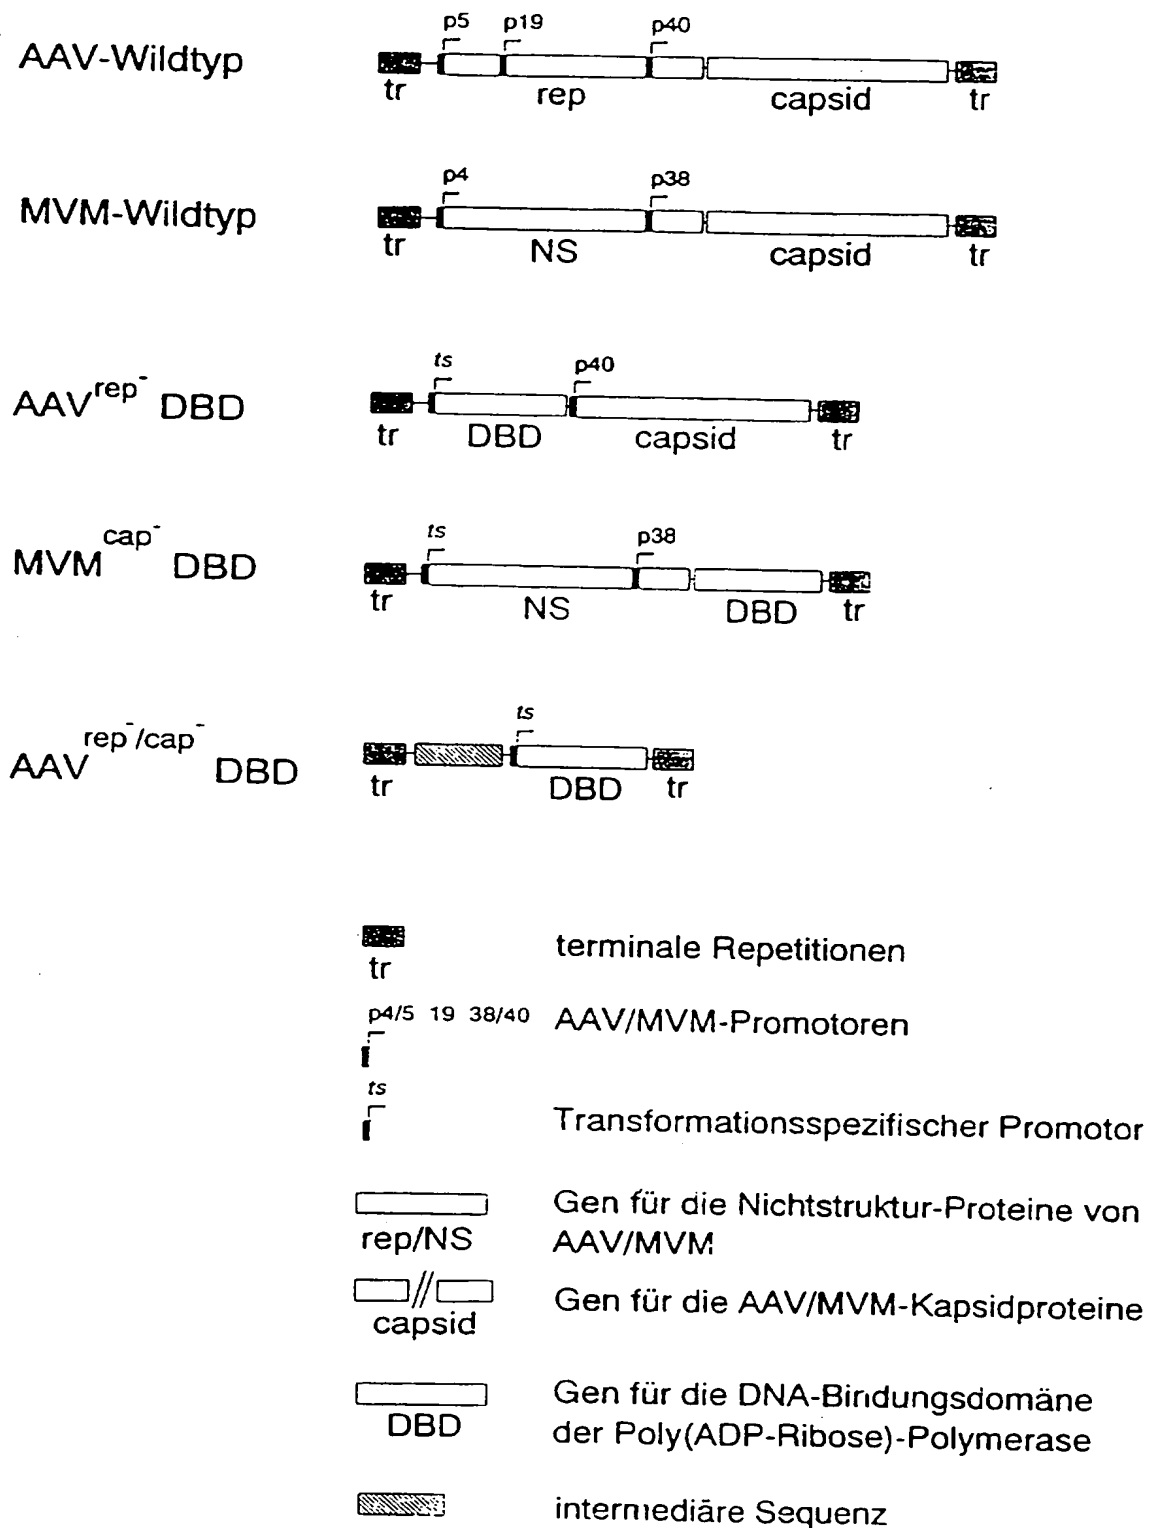 p5 p19 p40
AAV-Wildtyp
tr rep capsid tr
p4 p38
MVM-Wildtyp
tr NS capsid tr
ts p40
AAV rep- DBD
tr DBD capsid tr
ts p38
MVM cap- DBD
tr NS DBD tr
ts
AAV rep-/cap- DBD
tr DBD tr
terminale Repetitionen
tr
p4/5 19 38/40 AAV/MVM-Promotoren
ts
Transformationsspezifischer Promotor
Gen für die Nichtstruktur-Proteine von
rep/NS AAV/MVM
Gen für die AAV/MVM-Kapsidproteine
capsid
Gen für die DNA-Bindungsdomäne
DBD der Poly(ADP-Ribose)-Polymerase
intermediäre Sequenz